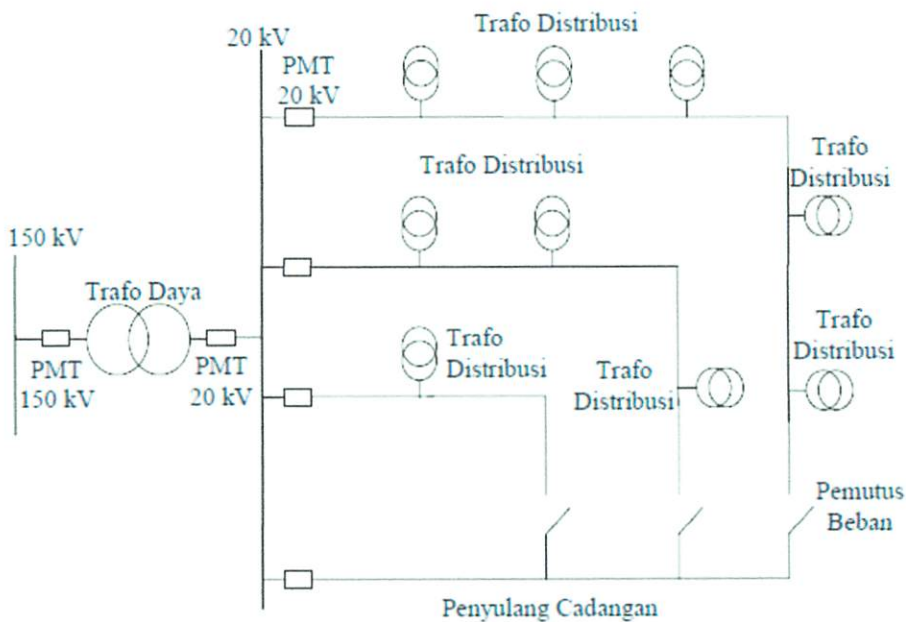 Trafo Distribusi
20 kV
PMT
20 kV
Trafo
Distribusi
Trafo Distribusi
150 kV
Trafo Daya
PMT
150 kV
PMT
20 kV
Trafo
Distribusi
Trafo
Distribusi
Trafo
Distribusi
Pemutus
Beban
Penyulang Cadangan